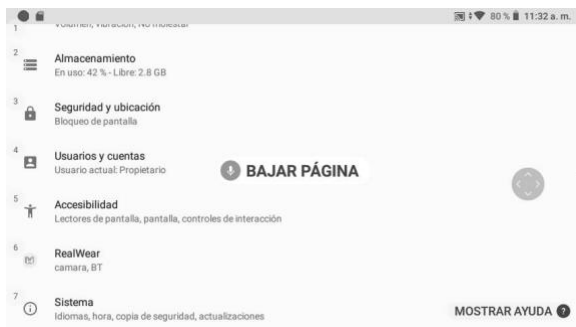 80 % 11:32 a. m.
1
Volumen, vibración, No molestar
2
Almacenamiento
En uso: 42 % - Libre: 2.8 GB
3
Seguridad y ubicación
Bloqueo de pantalla
4
Usuarios y cuentas
Usuario actual: Propietario
BAJAR PÁGINA
5
Accesibilidad
Lectores de pantalla, pantalla, controles de interacción
6
RealWear
camara, BT
7
Sistema
Idiomas, hora, copia de seguridad, actualizaciones
MOSTRAR AYUDA ?